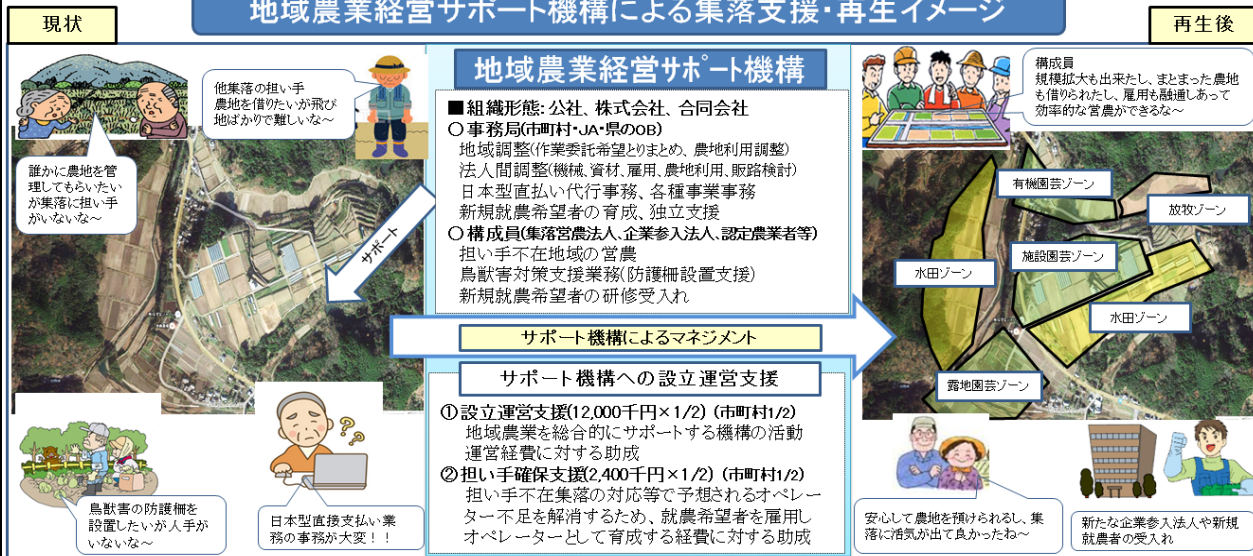 地域農業経営サポート機構による集落支援・再生イメージ
現状
再生後
誰かに農地を管
理してもらいたい
が集落に担い手
がいないな～
他集落の担い手
農地を借りたいが飛び
地ばかりで難しいな～
サポート
鳥獣害の防護柵を
設置したいが人手が
いないな～
日本型直接支払い業
務の事務が大変！！
地域農業経営サポート機構
■組織形態：公社、株式会社、合同会社
○事務局(市町村・JA・県のOB)
地域調整(作業委託希望とりまとめ、農地利用調整)
法人間調整(機械、資材、雇用、農地利用、販路検討)
日本型直払い代行事務、各種事業事務
新規就農希望者の育成、独立支援
○構成員(集落営農法人、企業参入法人、認定農業者等)
担い手不在地域の営農
鳥獣害対策支援業務(防護柵設置支援)
新規就農希望者の研修受入れ
サポート機構によるマネジメント
サポート機構への設立運営支援
①設立運営支援(12,000千円×1/2) (市町村1/2)
地域農業を総合的にサポートする機構の活動
運営経費に対する助成
②担い手確保支援(2,400千円×1/2) (市町村1/2)
担い手不在集落の対応等で予想されるオペレー
ター不足を解消するため、就農希望者を雇用し
オペレーターとして育成する経費に対する助成
構成員
規模拡大も出来たし、まとまった農地
も借りられたし、雇用も融通しあって
効率的な営農ができるな～
有機園芸ゾーン
放牧ゾーン
施設園芸ゾーン
水田ゾーン
水田ゾーン
露地園芸ゾーン
安心して農地を預けられるし、集
落に活気が出て良かったね～
新たな企業参入法人や新規
就農者の受入れ